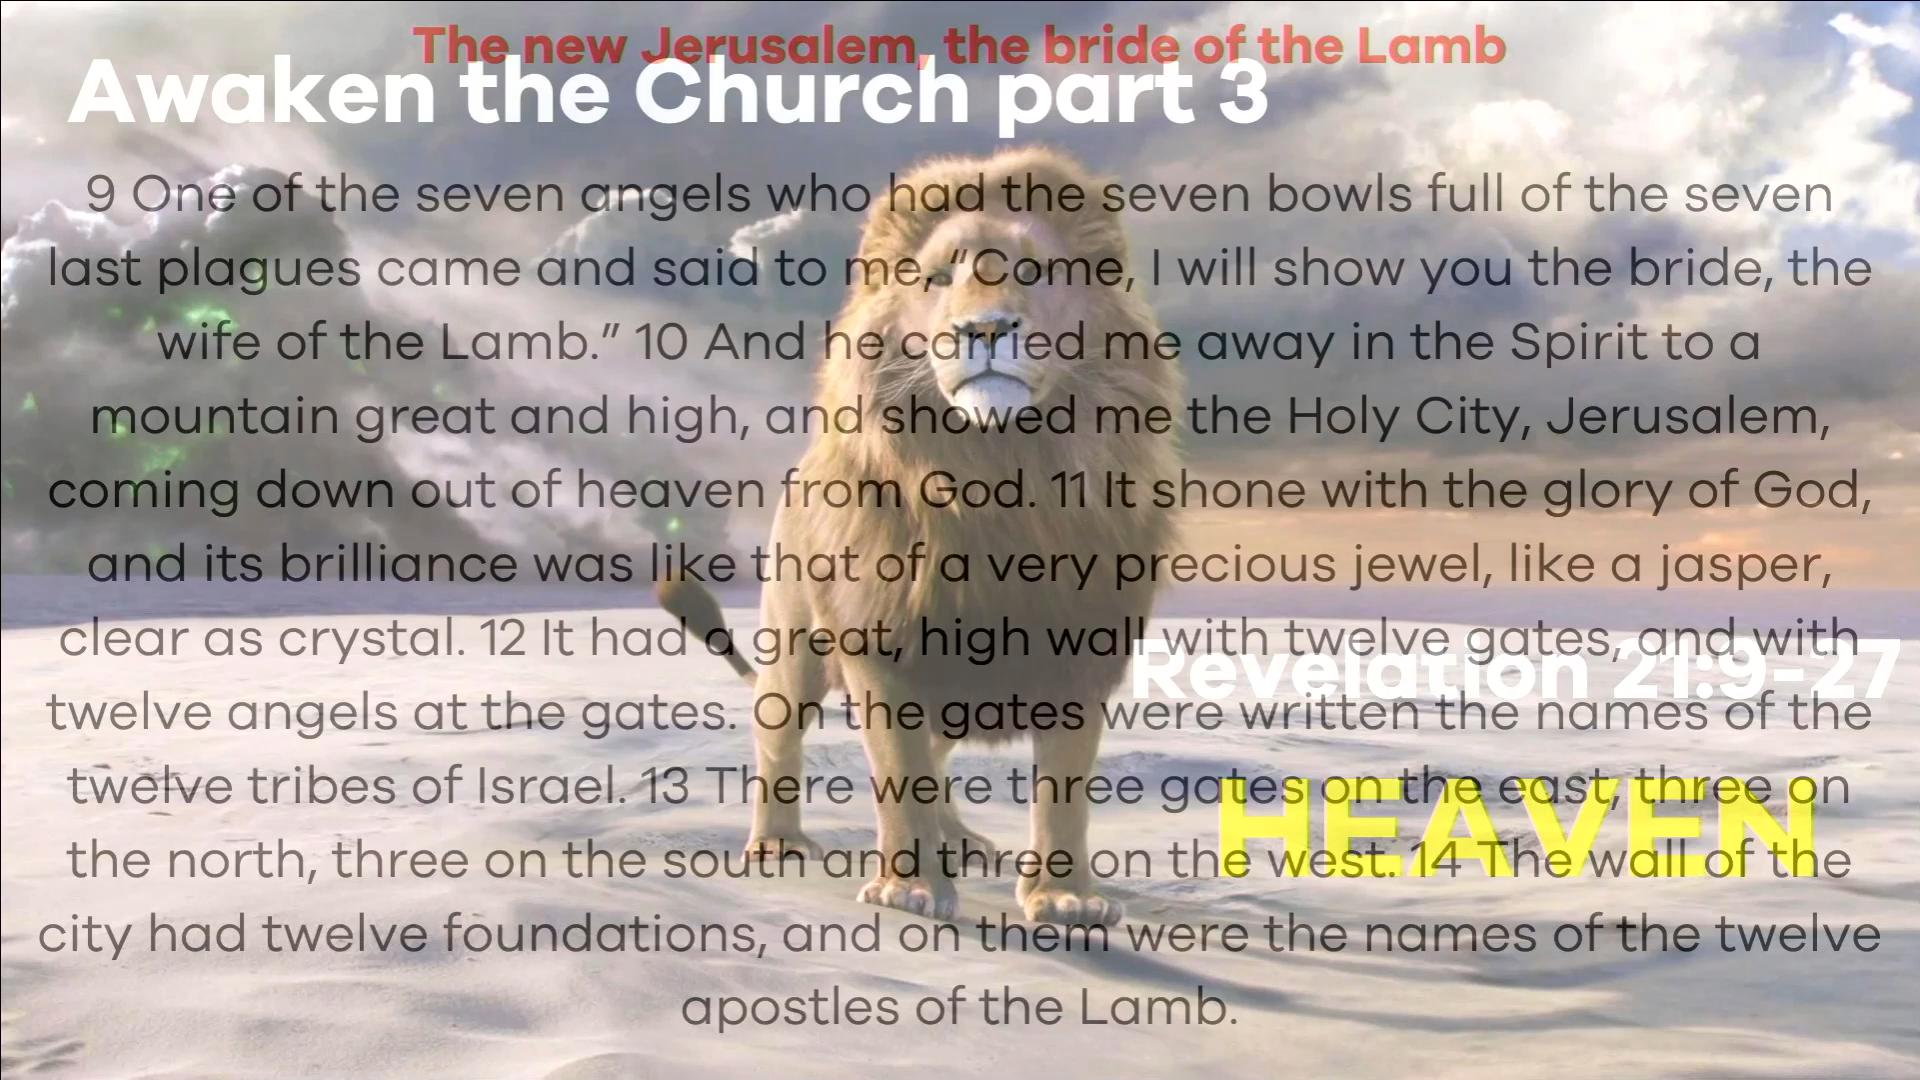 The new Jerusalem, the bride of the Lamb
Awaken the Church part 3
9 One of the seven angels who had the seven bowls full of the seven
last plagues came and said to me, “Come, I will show you the bride, the
wife of the Lamb.” 10 And he carried me away in the Spirit to a
mountain great and high, and showed me the Holy City, Jerusalem,
coming down out of heaven from God. 11 It shone with the glory of God,
and its brilliance was like that of a very precious jewel, like a jasper,
clear as crystal. 12 It had a great, high wall with twelve gates, and with
Revelation 21:9-27
twelve angels at the gates. On the gates were written the names of the
twelve tribes of Israel. 13 There were three gates on the east, three on
HEAVEN
the north, three on the south and three on the west. 14 The wall of the
city had twelve foundations, and on them were the names of the twelve
apostles of the Lamb.